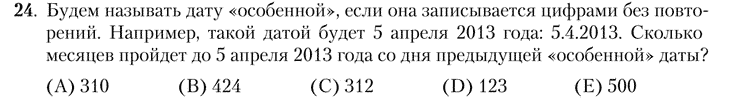 24. Будем называть дату «особенной», если она записывается цифрами без повто-
рений. Например, такой датой будет 5 апреля 2013 года: 5.4.2013. Сколько
месяцев пройдет до 5 апреля 2013 года со дня предыдущей «особенной» даты?
(A) 310 (B) 424 (C) 312 (D) 123 (E) 500